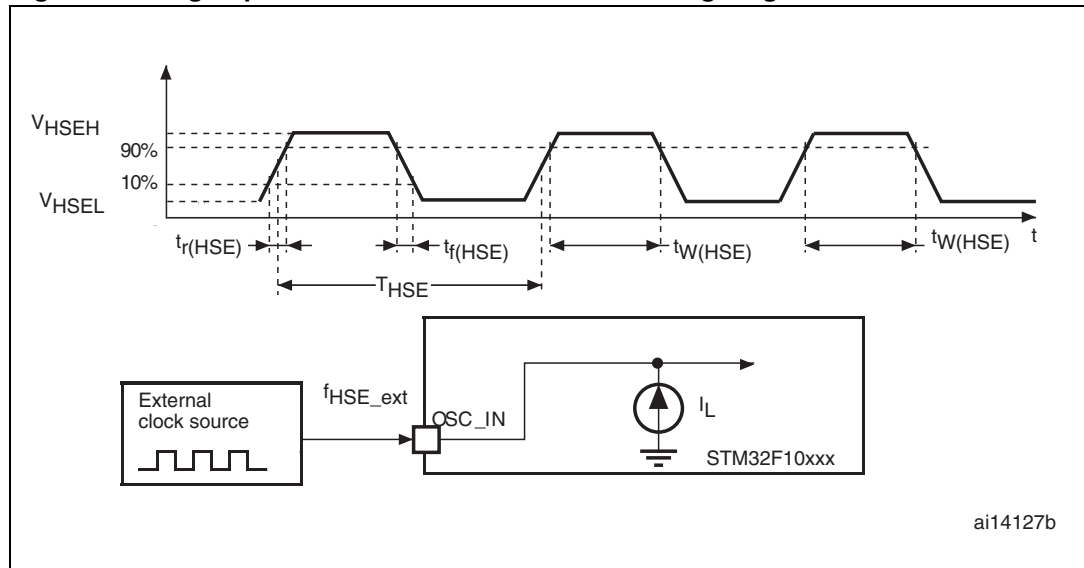 VHSEH
90%
10%
VHSEL
tr(HSE)
tf(HSE)
tW(HSE)
tW(HSE)
t
THSE
External
clock source
fHSE_ext
OSC_IN
IL
STM32F10xxx
ai14127b